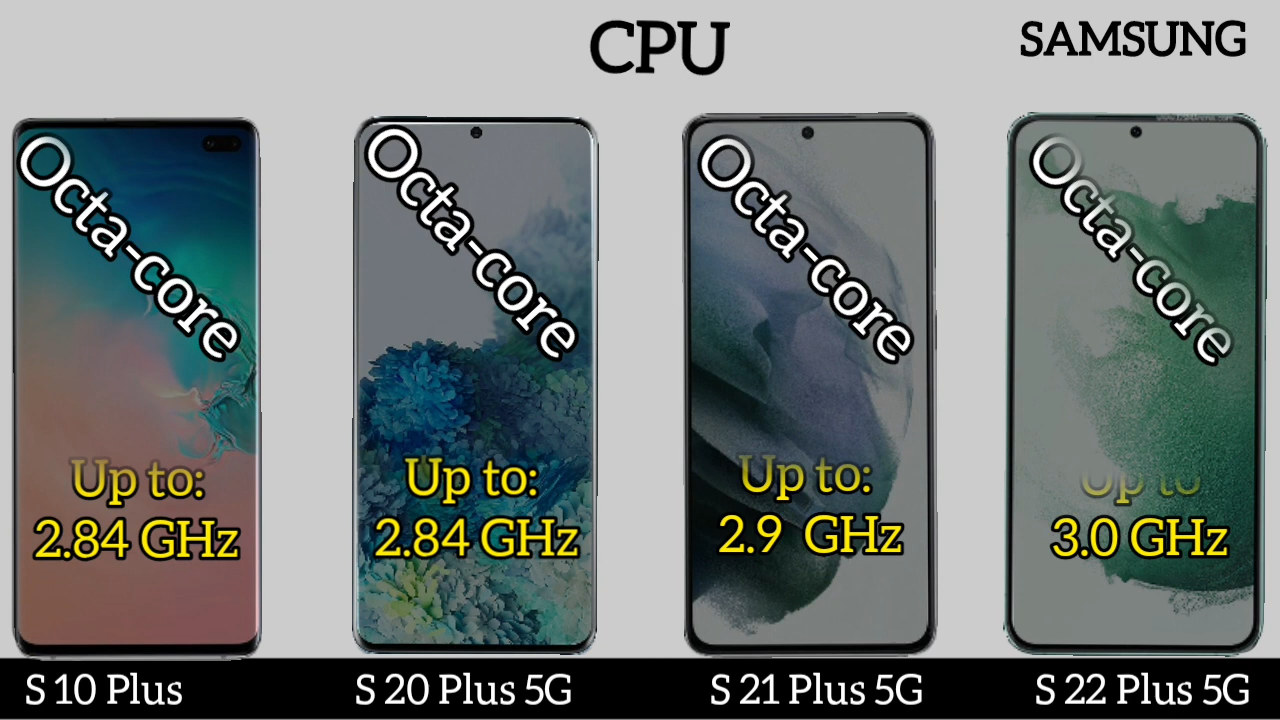 CPU
SAMSUNG
Octa-core
Octa-core
Octa-core
Octa-core
Up to:
2.84 GHz
Up to:
2.84 GHz
Up to:
2.9 GHz
Up to
3.0 GHz
S 10 Plus
S 20 Plus 5G
S 21 Plus 5G
S 22 Plus 5G